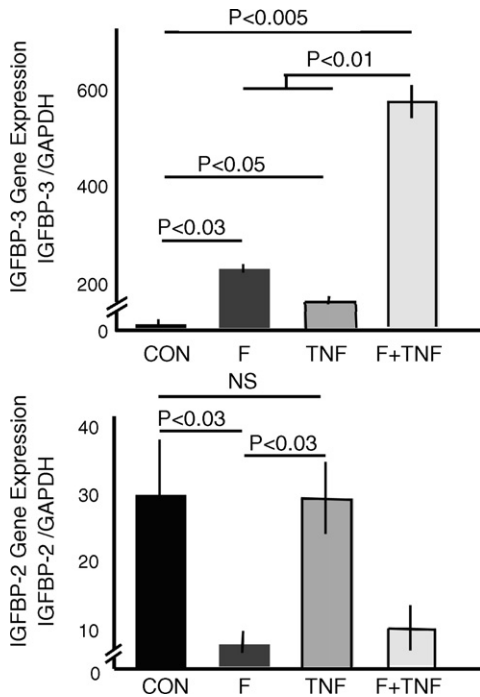 P<0.005
P<0.01
600
P<0.05
400
P<0.03
200
0
IGFBP-3 Gene Expression
IGFBP-3 /GAPDH
CON F TNF F+TNF
NS
40
P<0.03
P<0.03
30
20
10
0
IGFBP-2 Gene Expression
IGFBP-2 /GAPDH
CON F TNF F+TNF